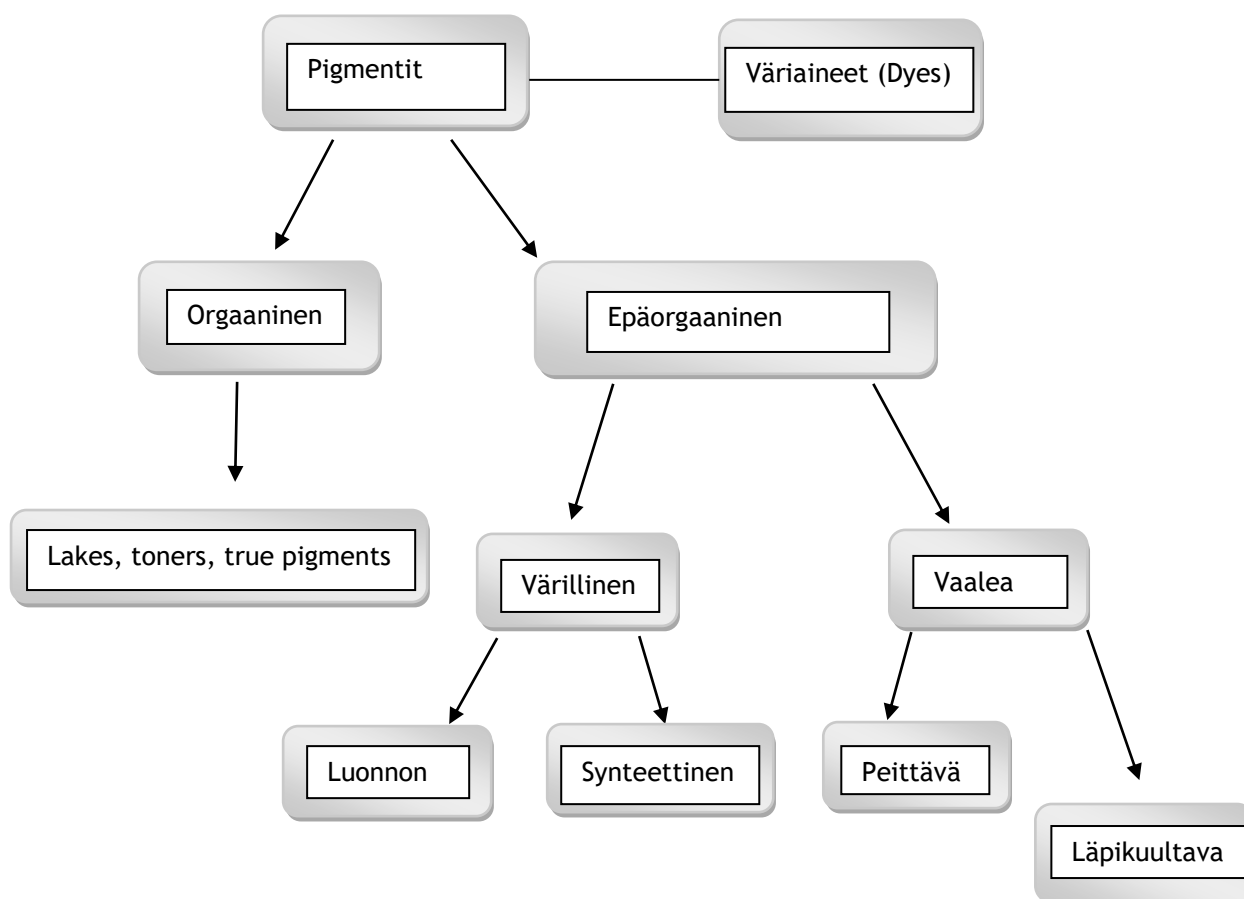 Pigmentit
Väriaineet (Dyes)
Orgaaninen
Epäorgaaninen
Lakes, toners, true pigments
Värillinen
Vaalea
Luonnon
Synteettinen
Peittävä
Läpikuultava